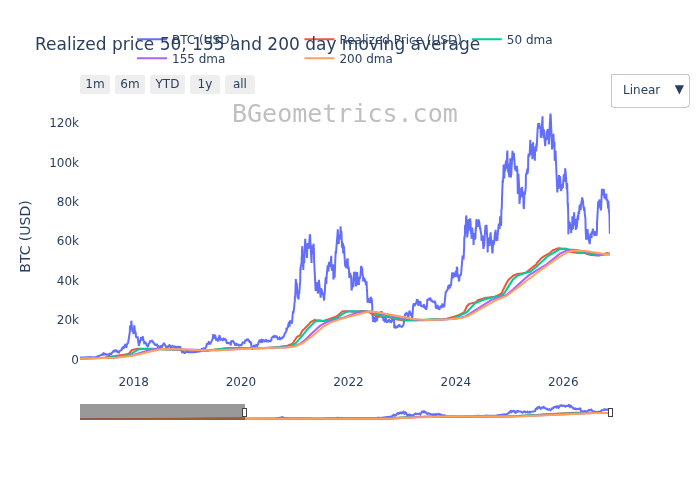 Realized price 50, 155 and 200 day moving average
BTC (USD)
Realized Price (USD)
50 dma
155 dma
200 dma
1m
6m
YTD
1y
all
Linear ▼
BGeometrics.com
BTC (USD)
120k
100k
80k
60k
40k
20k
0
2018
2020
2022
2024
2026